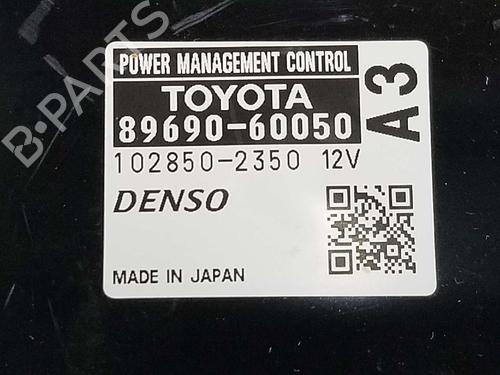 POWER MANAGEMENT CONTROL
TOYOTA
89690-60050
A3
102850-2350 12V
DENSO
MADE IN JAPAN
B-PARTS